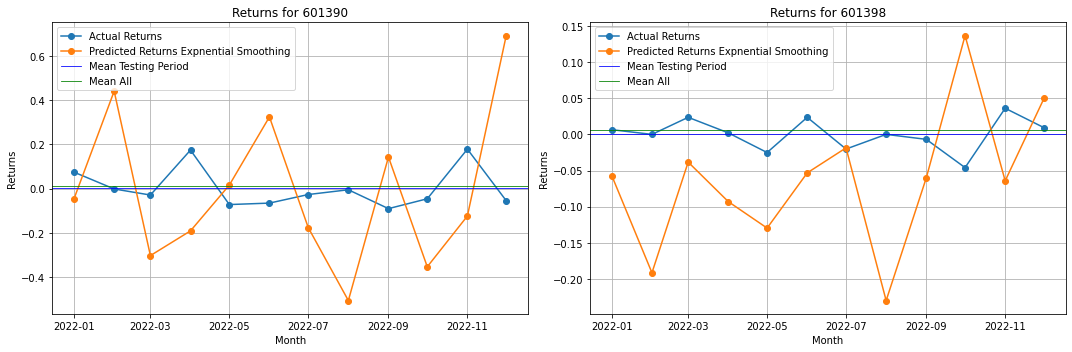 Returns for 601390
Actual Returns
Predicted Returns Expnential Smoothing
Mean Testing Period
Mean All
Returns
0.6
0.4
0.2
0.0
−0.2
−0.4
2022-01 2022-03 2022-05 2022-07 2022-09 2022-11
Month
Returns for 601398
Actual Returns
Predicted Returns Expnential Smoothing
Mean Testing Period
Mean All
Returns
0.15
0.10
0.05
0.00
−0.05
−0.10
−0.15
−0.20
2022-01 2022-03 2022-05 2022-07 2022-09 2022-11
Month